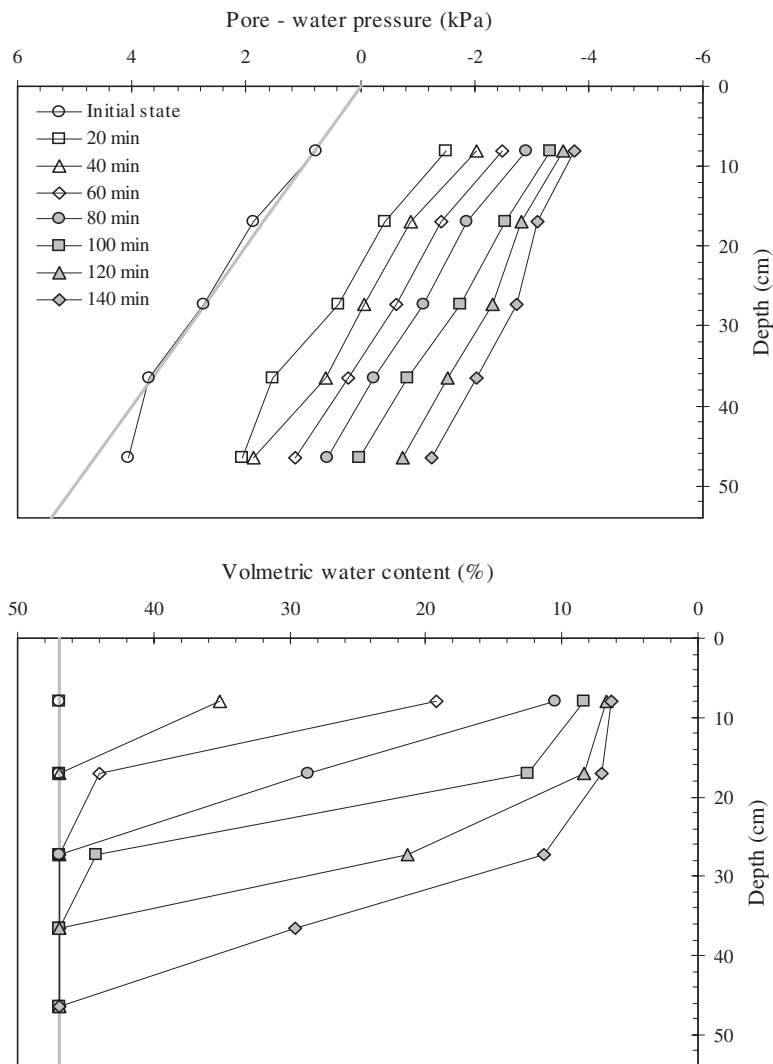 Pore - water pressure (kPa)
6 4 2 0 -2 -4 -6
0
10
20
30
40
50
Depth (cm)
Initial state
20 min
40 min
60 min
80 min
100 min
120 min
140 min
Volmetric water content (%)
50 40 30 20 10 0
0
10
20
30
40
50
Depth (cm)